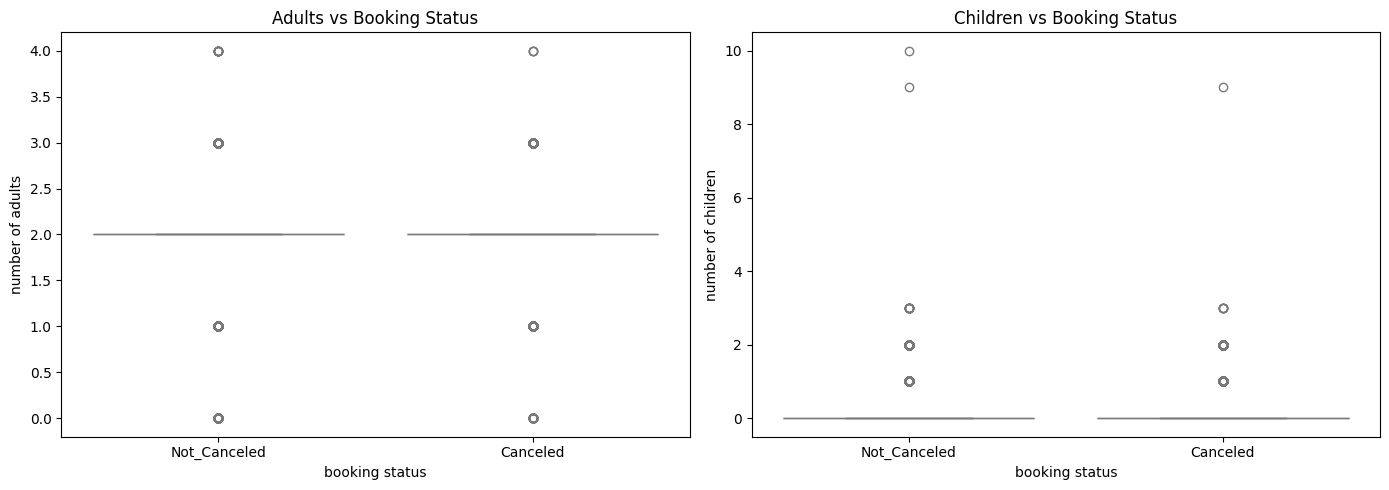 Adults vs Booking Status
number of adults
4.0
3.5
3.0
2.5
2.0
1.5
1.0
0.5
0.0
Not_Canceled
Canceled
booking status
Children vs Booking Status
number of children
10
8
6
4
2
0
Not_Canceled
Canceled
booking status